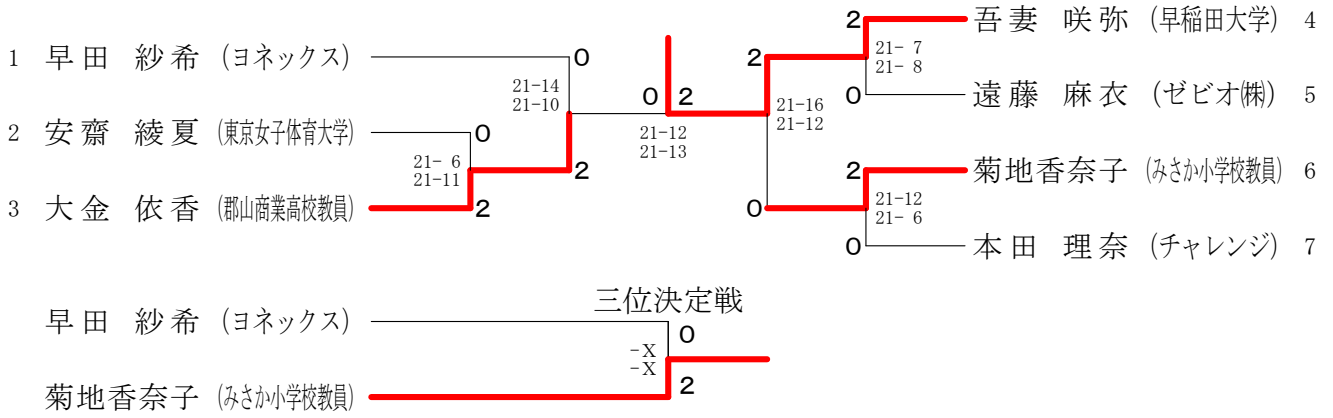 1 早田 紗希 (ヨネックス)
0
21-14
21-10
2 安齋 綾夏 (東京女子体育大学)
0
21- 6
21-11
2
3 大金 依香 (郡山商業高校教員)
2
0 2
21-12
21-13
2 吾妻 咲弥 (早稲田大学) 4
21- 7
21- 8
2
0 遠藤 麻衣 (ゼビオ㈱) 5
21-16
21-12
2 菊地香奈子 (みさか小学校教員) 6
21-12
21- 6
0
0 本田 理奈 (チャレンジ) 7
三位決定戦
早田 紗希 (ヨネックス)
0
-X
-X
2
菊地香奈子 (みさか小学校教員)